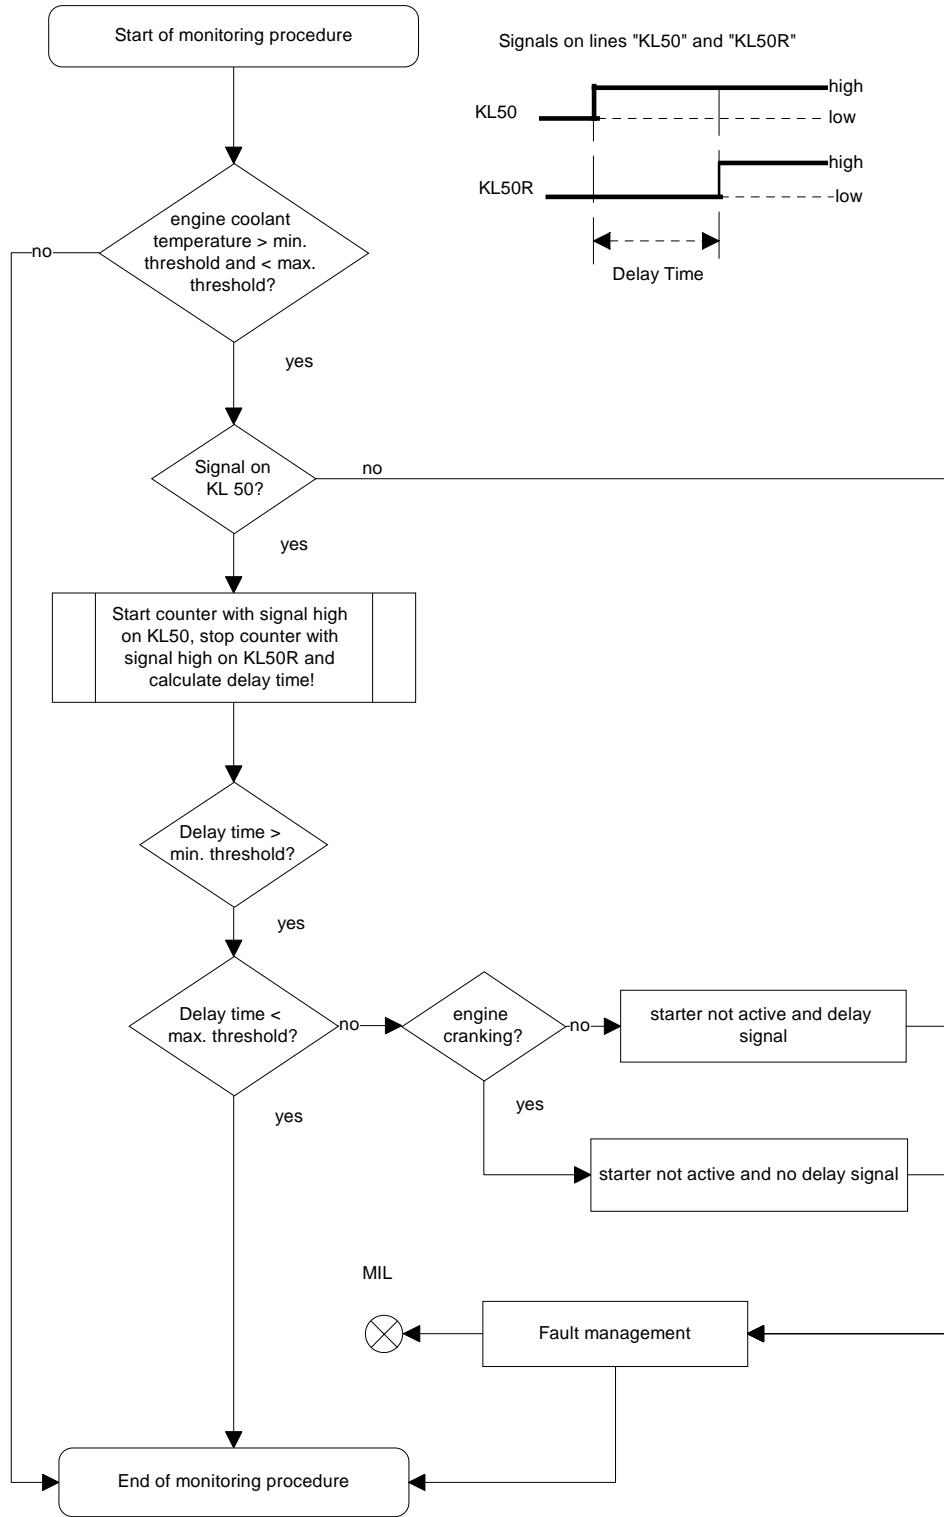 Start of monitoring procedure
Signals on lines "KL50" and "KL50R"
KL50
high
low
KL50R
high
low
Delay Time
engine coolant
temperature > min.
threshold and < max.
threshold?
no
yes
Signal on
KL 50?
no
yes
Start counter with signal high
on KL50, stop counter with
signal high on KL50R and
calculate delay time!
Delay time >
min. threshold?
yes
Delay time <
max. threshold?
no
engine
cranking?
no
starter not active and delay
signal
yes
yes
starter not active and no delay signal
MIL
Fault management
End of monitoring procedure